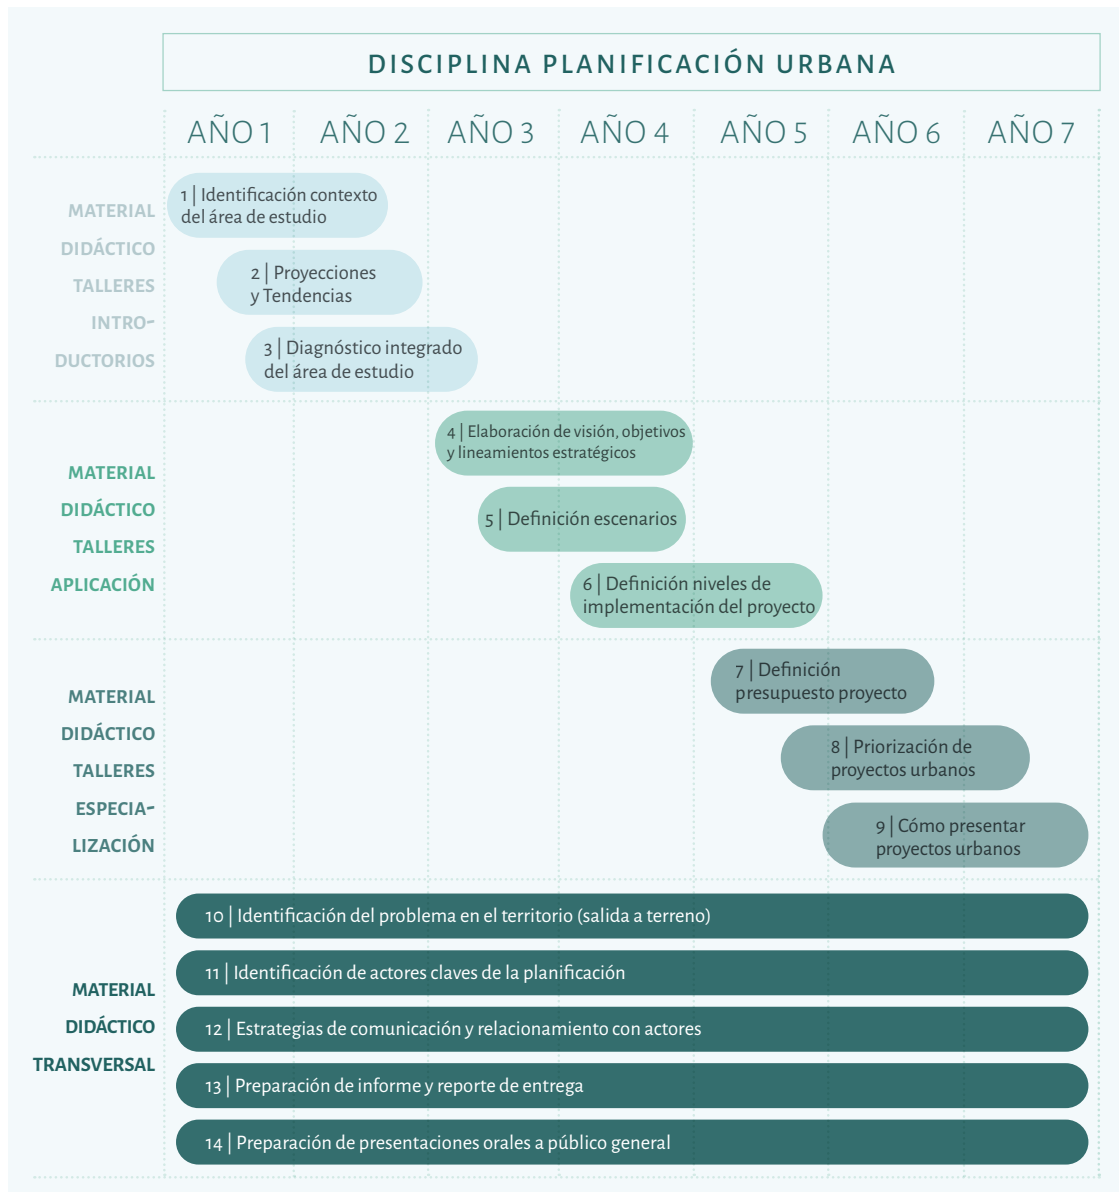 DISCIPLINA PLANIFICACIÓN URBANA
AÑO 1
AÑO 2
AÑO 3
AÑO 4
AÑO 5
AÑO 6
AÑO 7
MATERIAL
DIDÁCTICO
TALLERES
INTRO-
DUCTORIOS
1 | Identificación contexto
del área de estudio
2 | Proyecciones
y Tendencias
3 | Diagnóstico integrado
del área de estudio
MATERIAL
DIDÁCTICO
TALLERES
APLICACIÓN
4 | Elaboración de visión, objetivos
y lineamientos estratégicos
5 | Definición escenarios
6 | Definición niveles de
implementación del proyecto
MATERIAL
DIDÁCTICO
TALLERES
ESPECIA-
LIZACIÓN
7 | Definición
presupuesto proyecto
8 | Priorización de
proyectos urbanos
9 | Cómo presentar
proyectos urbanos
MATERIAL
DIDÁCTICO
TRANSVERSAL
10 | Identificación del problema en el territorio (salida a terreno)
11 | Identificación de actores claves de la planificación
12 | Estrategias de comunicación y relacionamiento con actores
13 | Preparación de informe y reporte de entrega
14 | Preparación de presentaciones orales a público general